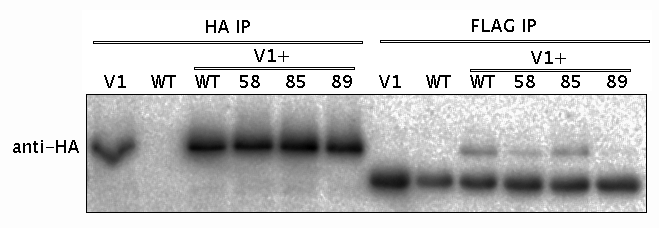 HA IP FLAG IP
V1+ V1+
V1 WT WT 58 85 89 V1 WT WT 58 85 89
anti-HA